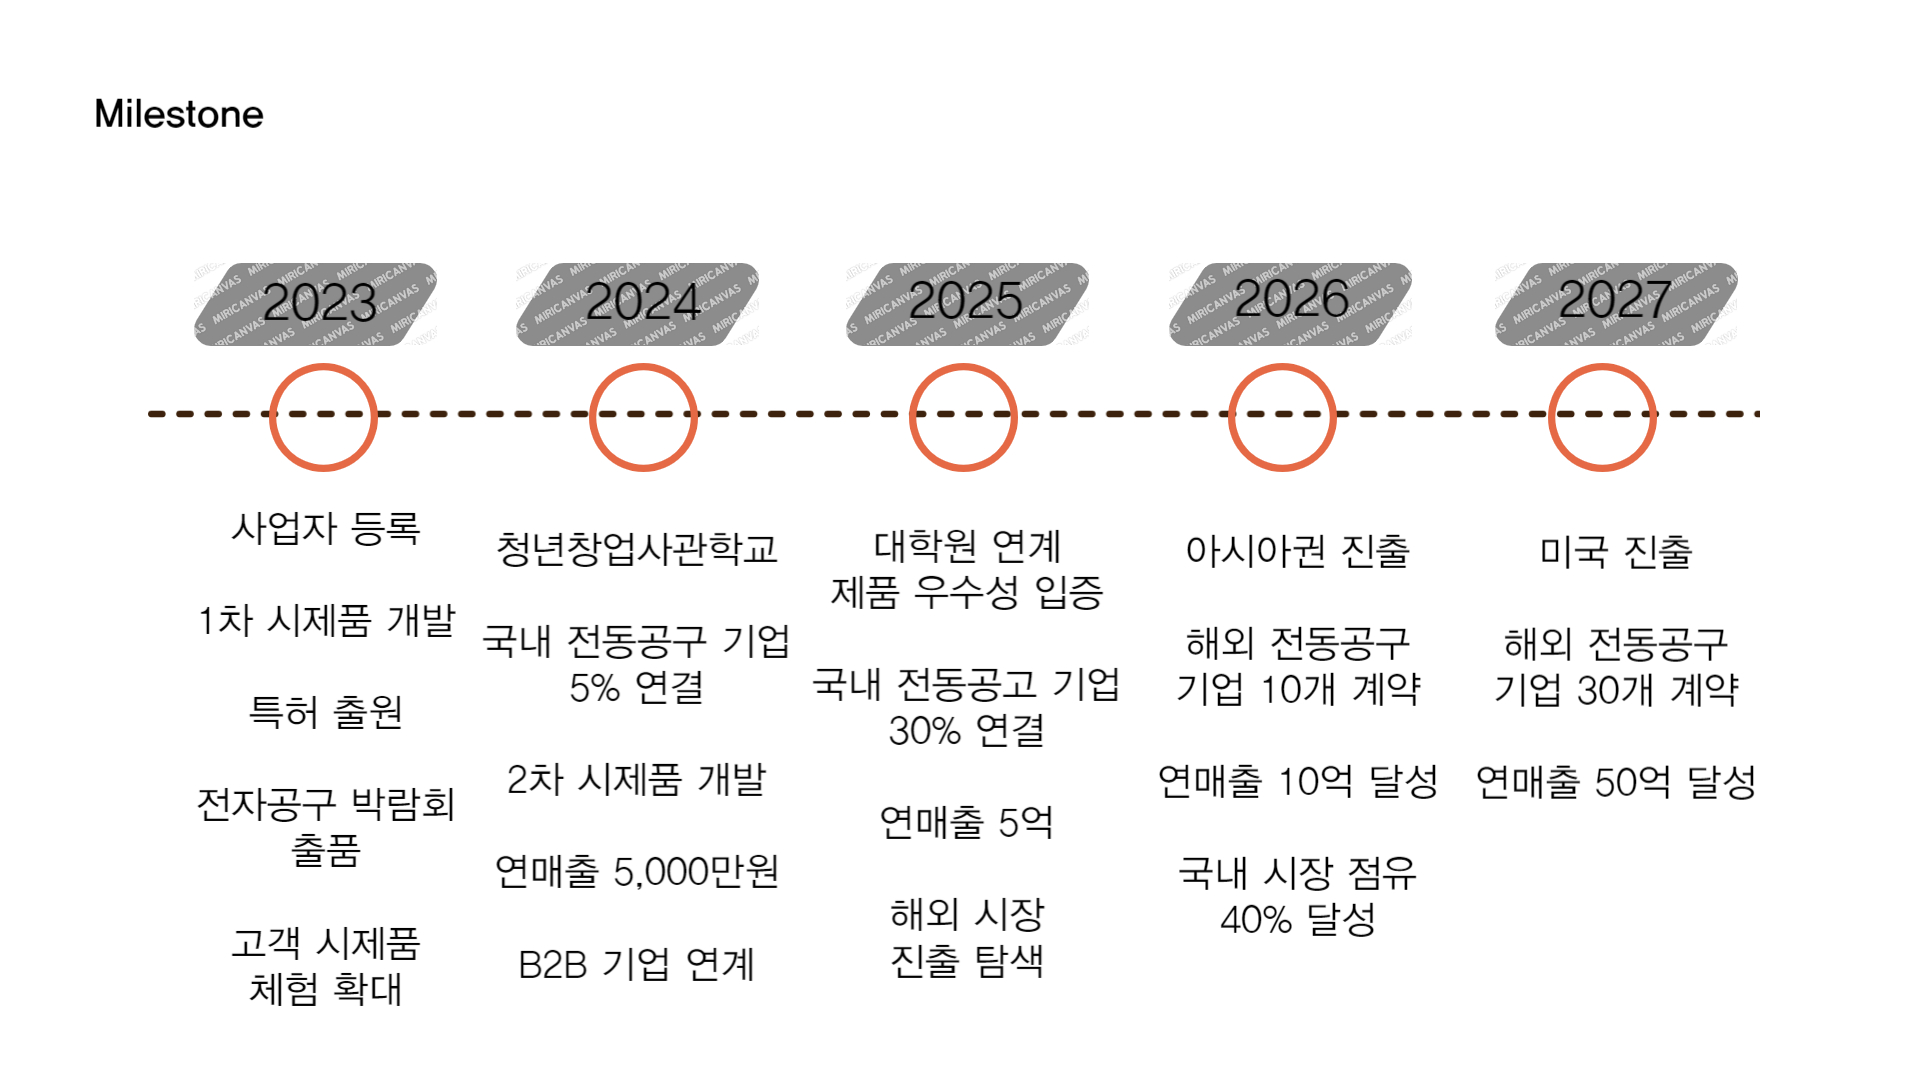 Milestone
2023
2024
2025
2026
2027
사업자 등록
1차 시제품 개발
특허 출원
전자공구 박람회
출품
고객 시제품
체험 확대
청년창업사관학교
국내 전동공구 기업
5% 연결
2차 시제품 개발
연매출 5,000만원
B2B 기업 연계
대학원 연계
제품 우수성 입증
국내 전동공고 기업
30% 연결
연매출 5억
해외 시장
진출 탐색
아시아권 진출
해외 전동공구
기업 10개 계약
연매출 10억 달성
국내 시장 점유
40% 달성
미국 진출
해외 전동공구
기업 30개 계약
연매출 50억 달성